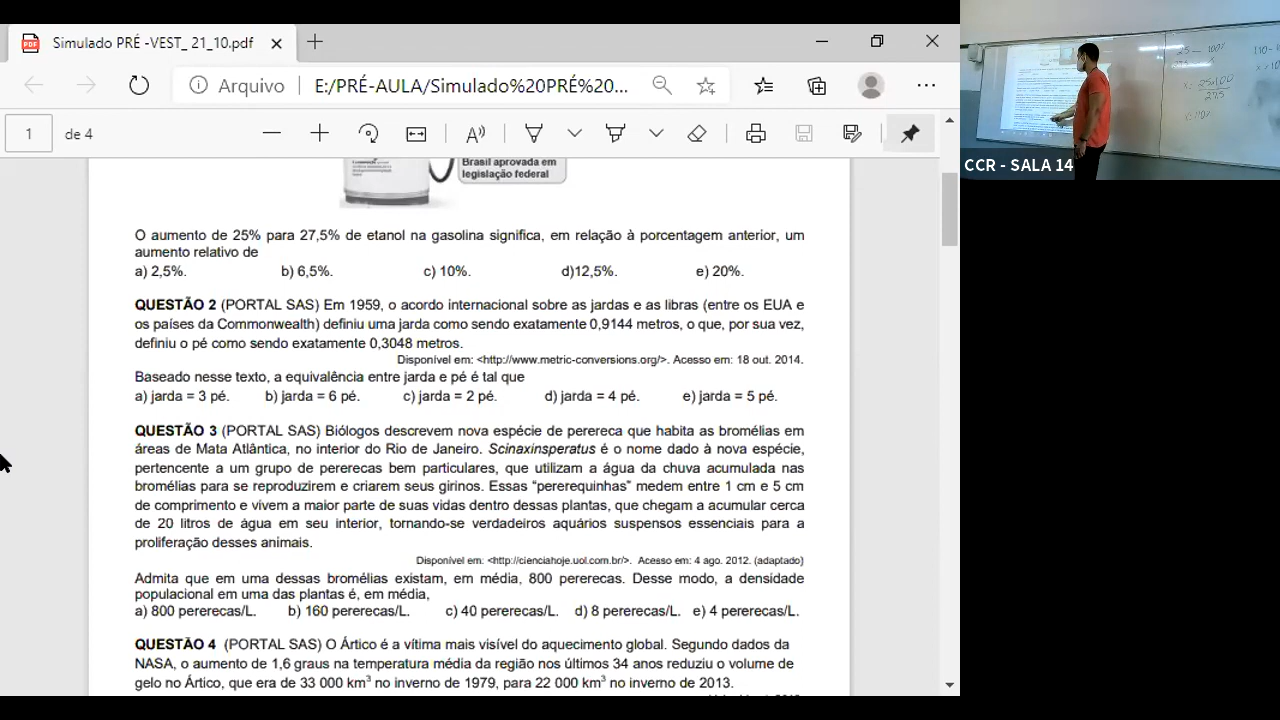 Simulado PRÉ -VEST_ 21_10.pdf
Arquivo
E:/PRÉ-AULA/Simulado%20PRÉ%20...
1
de 4
Brasil aprovada em
legislação federal
O aumento de 25% para 27,5% de etanol na gasolina significa, em relação à porcentagem anterior, um
aumento relativo de
a) 2,5%. b) 6,5%. c) 10%. d)12,5%. e) 20%.
QUESTÃO 2 (PORTAL SAS) Em 1959, o acordo internacional sobre as jardas e as libras (entre os EUA e
os países da Commonwealth) definiu uma jarda como sendo exatamente 0,9144 metros, o que, por sua vez,
definiu o pé como sendo exatamente 0,3048 metros.
Disponível em: <http://www.metric-conversions.org/>. Acesso em: 18 out. 2014.
Baseado nesse texto, a equivalência entre jarda e pé é tal que
a) jarda = 3 pé. b) jarda = 6 pé. c) jarda = 2 pé. d) jarda = 4 pé. e) jarda = 5 pé.
QUESTÃO 3 (PORTAL SAS) Biólogos descrevem nova espécie de perereca que habita as bromélias em
áreas de Mata Atlântica, no interior do Rio de Janeiro. Scinaxinsperatus é o nome dado à nova espécie,
pertencente a um grupo de pererecas bem particulares, que utilizam a água da chuva acumulada nas
bromélias para se reproduzirem e criarem seus girinos. Essas “pererequinhas” medem entre 1 cm e 5 cm
de comprimento e vivem a maior parte de suas vidas dentro dessas plantas, que chegam a acumular cerca
de 20 litros de água em seu interior, tornando-se verdadeiros aquários suspensos essenciais para a
proliferação desses animais.
Disponível em: <http://cienciahoje.uol.com.br/>. Acesso em: 4 ago. 2012. (adaptado)
Admita que em uma dessas bromélias existam, em média, 800 pererecas. Desse modo, a densidade
populacional em uma das plantas é, em média,
a) 800 pererecas/L. b) 160 pererecas/L. c) 40 pererecas/L. d) 8 pererecas/L. e) 4 pererecas/L.
QUESTÃO 4 (PORTAL SAS) O Ártico é a vítima mais visível do aquecimento global. Segundo dados da
NASA, o aumento de 1,6 graus na temperatura média da região nos últimos 34 anos reduziu o volume de
gelo no Ártico, que era de 33 000 km³ no inverno de 1979, para 22 000 km³ no inverno de 2013.
CCR - SALA 14
25 — 100%